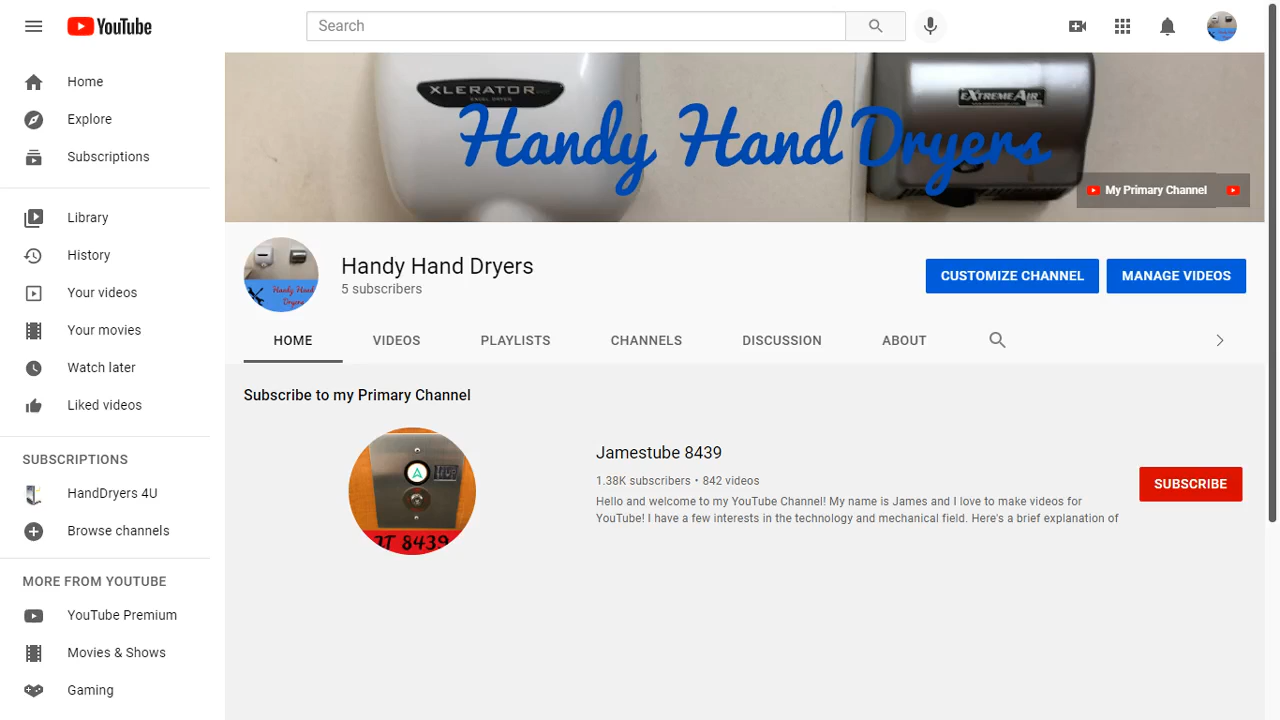 YouTube
Search
Home
Explore
Subscriptions
Library
History
Your videos
Your movies
Watch later
Liked videos
SUBSCRIPTIONS
HandDryers 4U
Browse channels
MORE FROM YOUTUBE
YouTube Premium
Movies & Shows
Gaming
XLERATOR
EXTREMEAIR
Handy Hand Dryers
My Primary Channel
Handy Hand
Dryers
Handy Hand Dryers
5 subscribers
CUSTOMIZE CHANNEL
MANAGE VIDEOS
HOME VIDEOS PLAYLISTS CHANNELS DISCUSSION ABOUT
Subscribe to my Primary Channel
JT 8439
Jamestube 8439
1.38K subscribers • 842 videos
Hello and welcome to my YouTube Channel! My name is James and I love to make videos for
YouTube! I have a few interests in the technology and mechanical field. Here's a brief explanation of
SUBSCRIBE